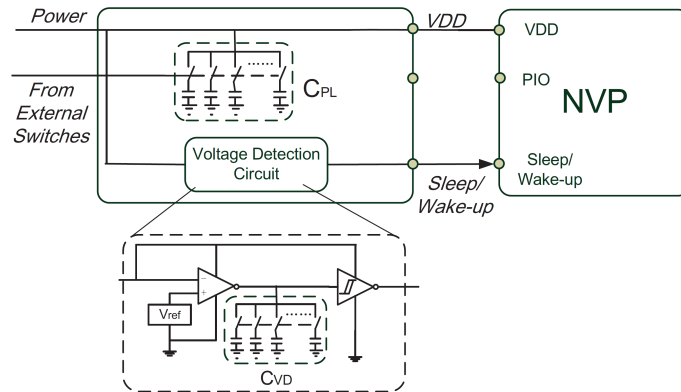 Power
VDD
VDD
......
CPL
PIO
NVP
From
External
Switches
Voltage Detection
Circuit
Sleep/
Wake-up
Sleep/
Wake-up
−
+
Vref
......
CVD